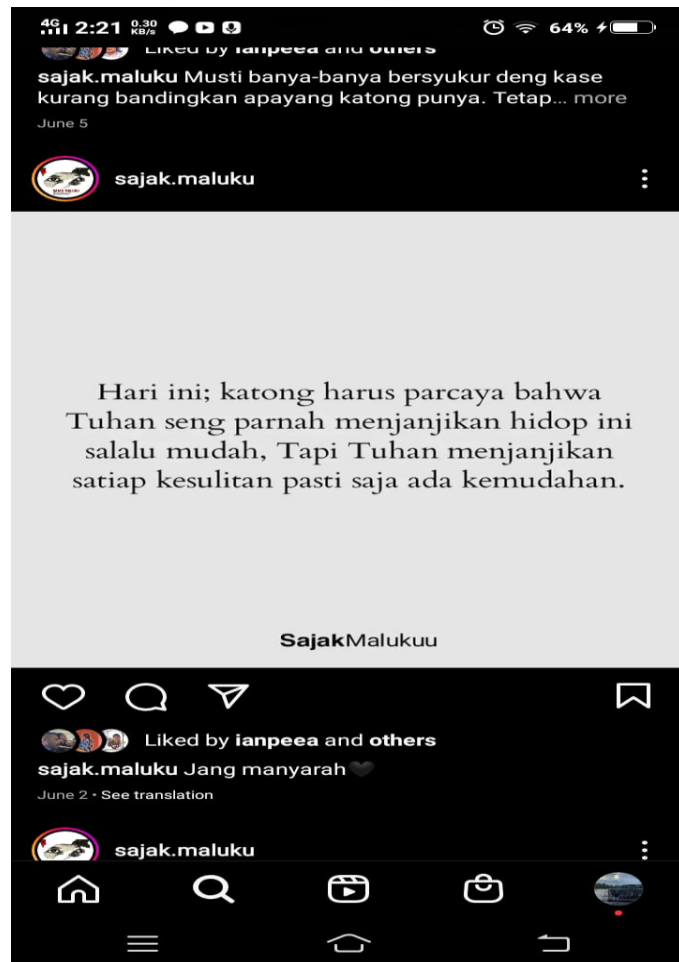 4G 2:21 0.30 KB/s 64%
Liked by ianpeea and others
sajak.maluku Musti banya-banya bersyukur deng kase
kurang bandingkan apayang katong punya. Tetap... more
June 5
sajak.maluku
Hari ini; katong harus parcaya bahwa
Tuhan seng parnah menjanjikan hidop ini
salalu mudah, Tapi Tuhan menjanjikan
satiap kesulitan pasti saja ada kemudahan.
SajakMalukuu
Liked by ianpeea and others
sajak.maluku Jang manyarah🖤
June 2 • See translation
sajak.maluku